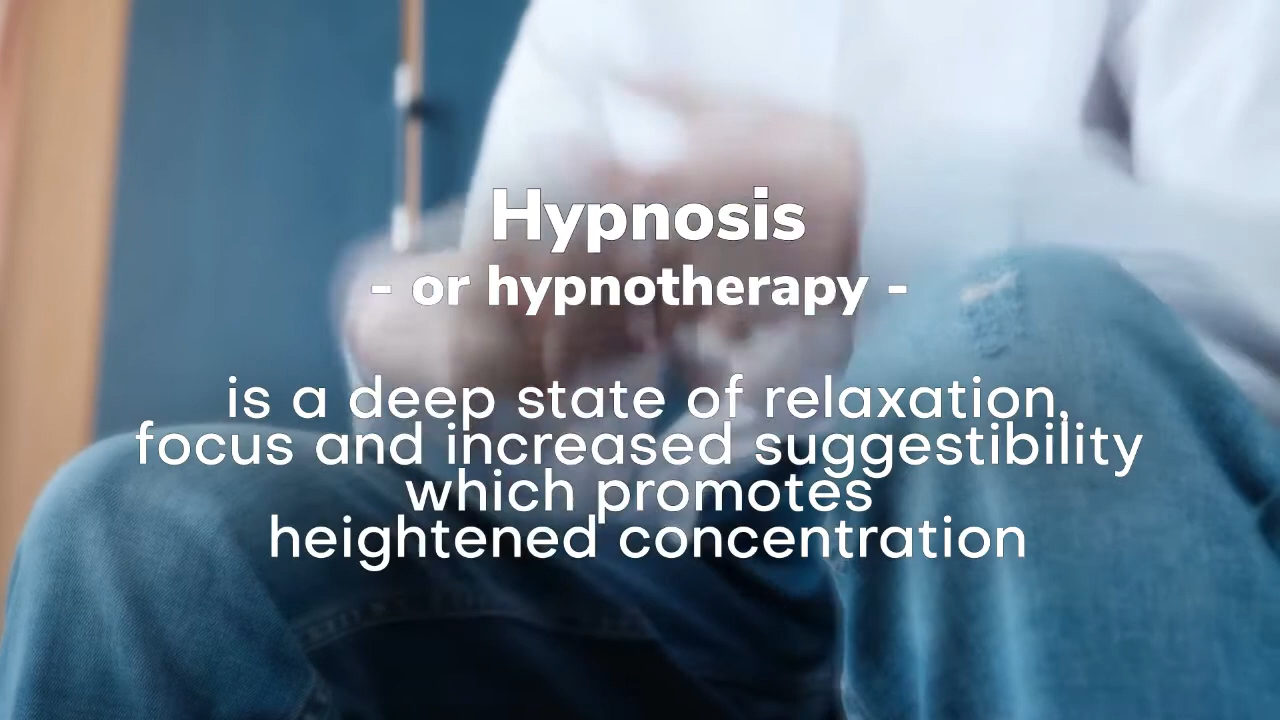 Hypnosis
- or hypnotherapy -
is a deep state of relaxation,
focus and increased suggestibility
which promotes
heightened concentration